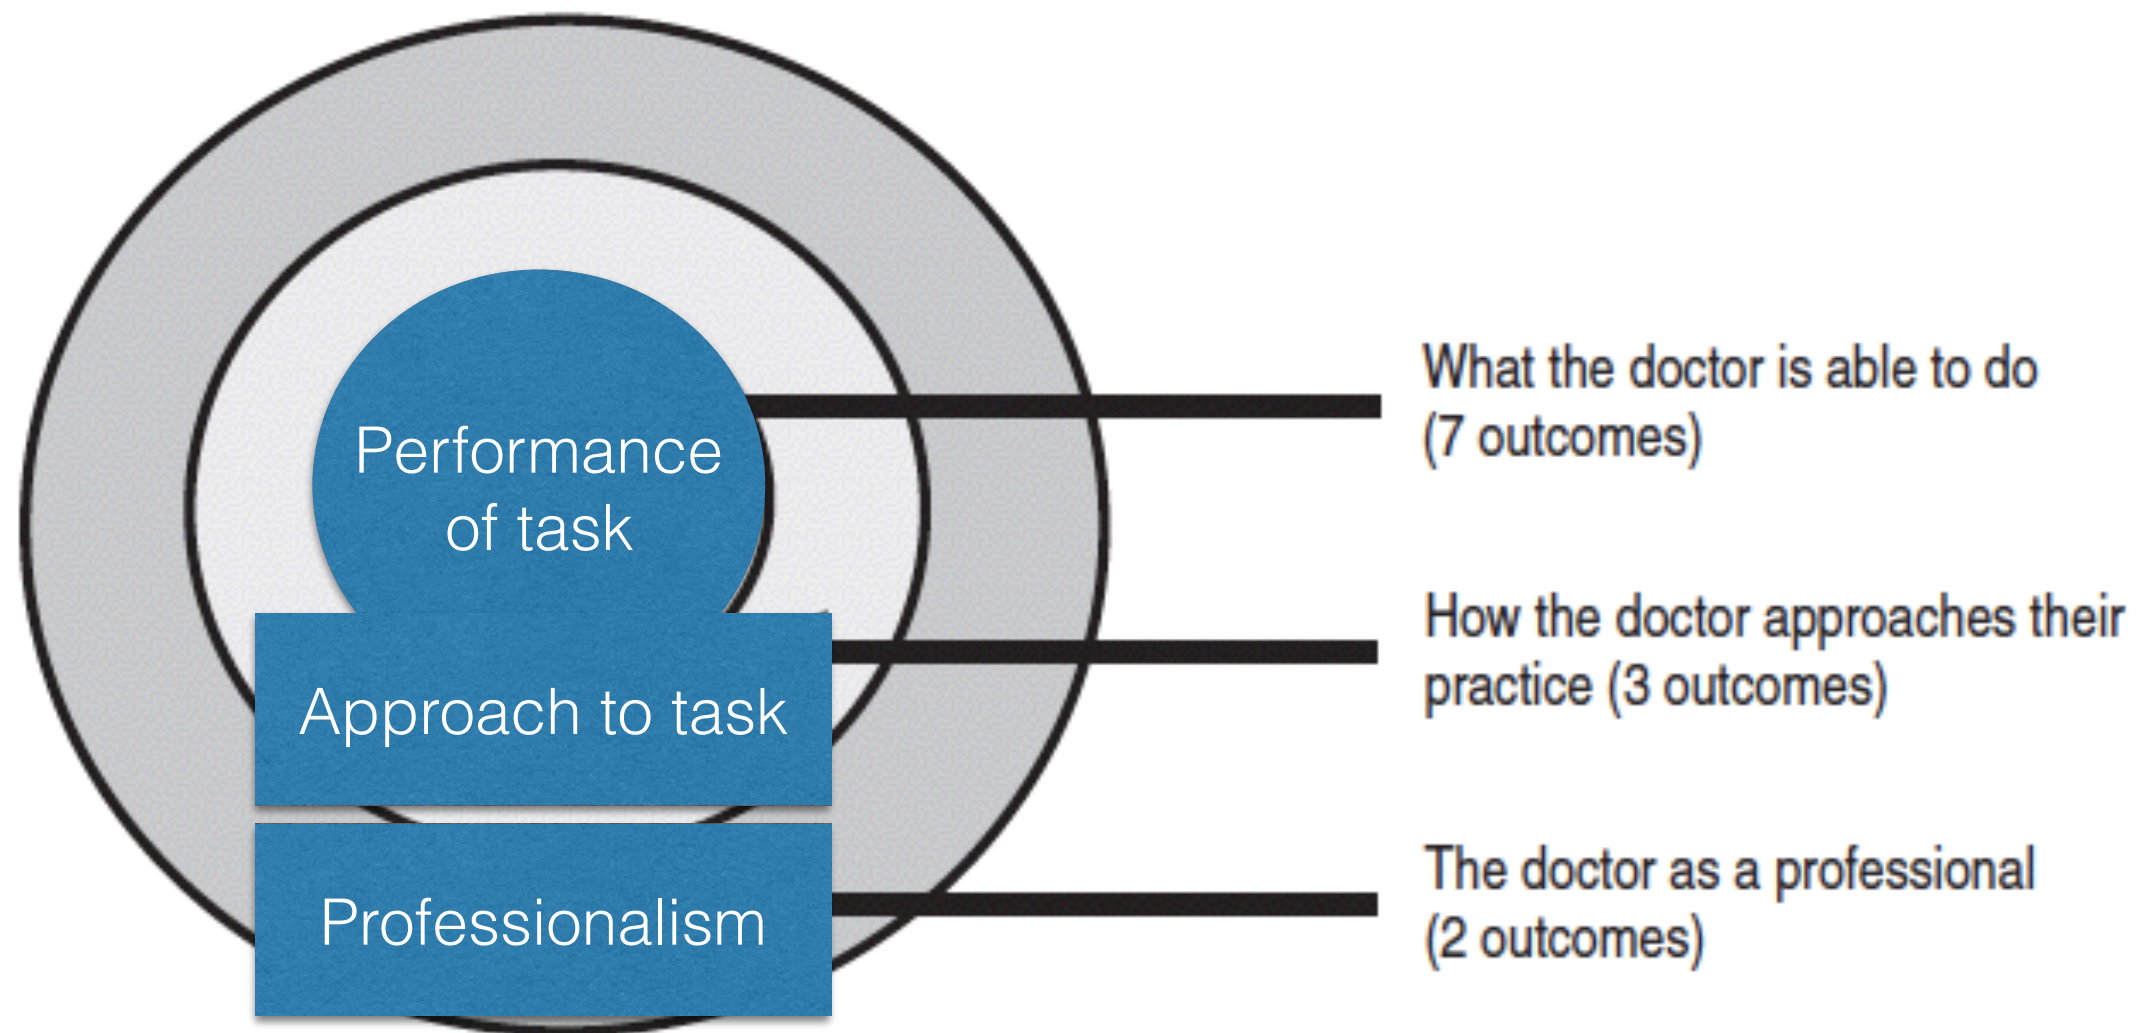 Performance
of task
What the doctor is able to do
(7 outcomes)
Approach to task
How the doctor approaches their
practice (3 outcomes)
Professionalism
The doctor as a professional
(2 outcomes)